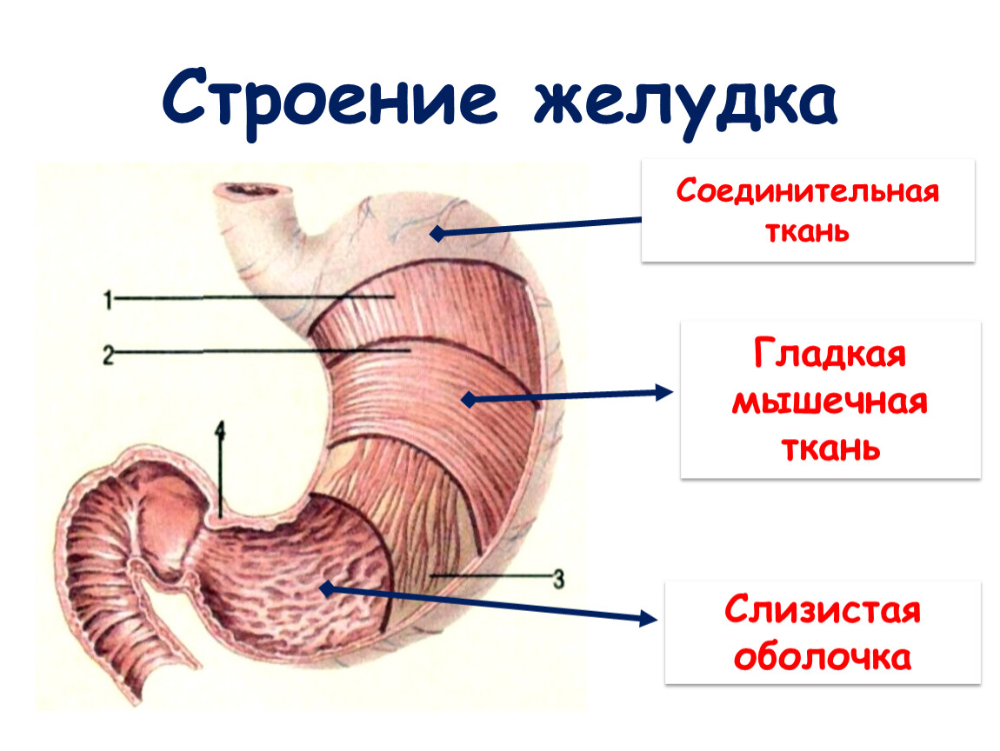 Строение желудка
Соединительная
ткань
1
2
Гладкая
мышечная
ткань
4
3
Слизистая
оболочка